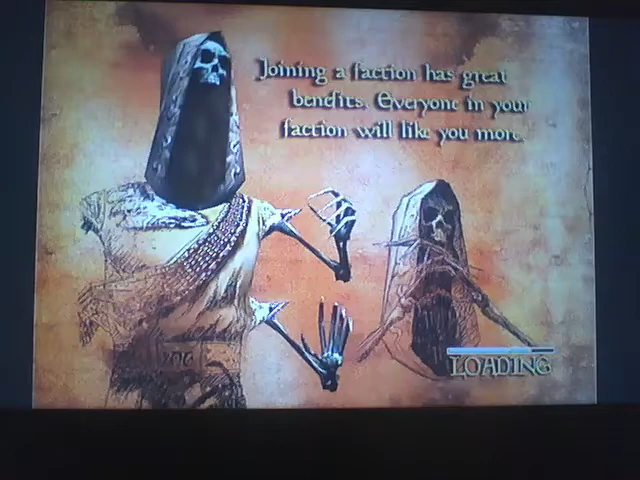 Joining a faction has great
benefits. Everyone in your
faction will like you more.
LOADING